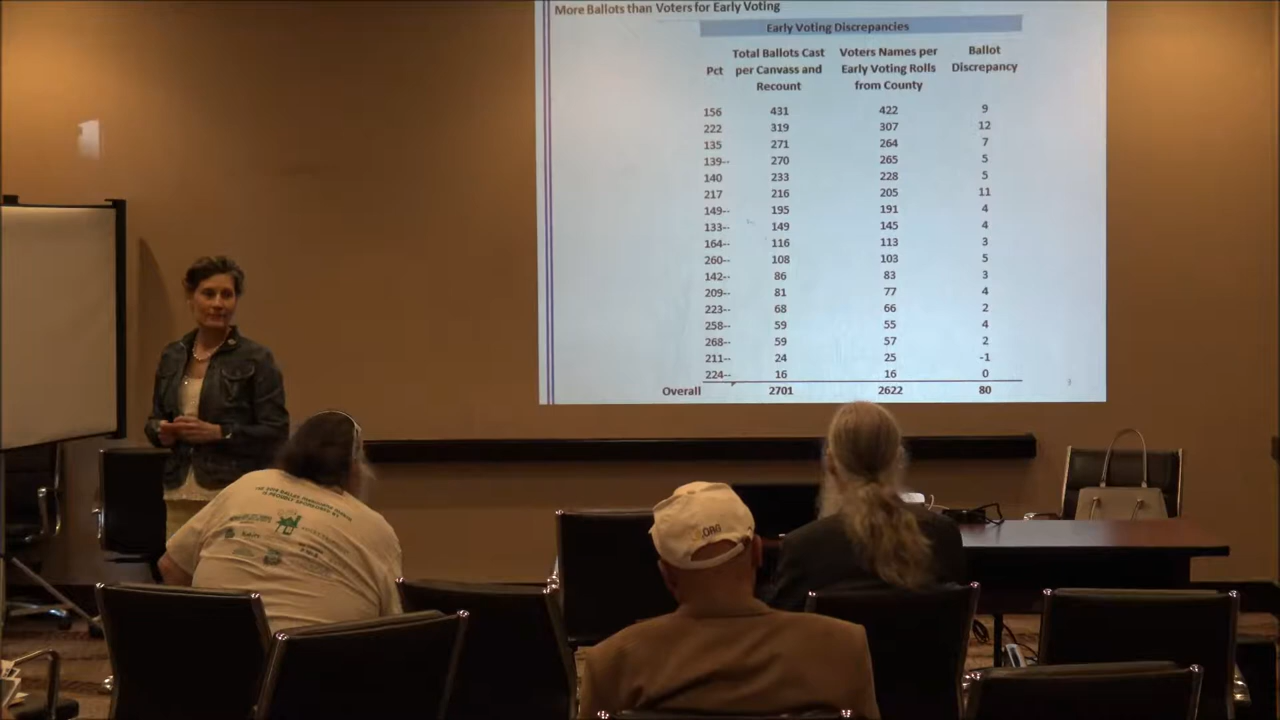 More Ballots than Voters for Early Voting
Early Voting Discrepancies
Pct Total Ballots Cast per Canvass and Recount Voters Names per Early Voting Rolls from County Ballot Discrepancy
156 431 422 9
222 319 307 12
135 271 264 7
139-- 270 265 5
140 233 228 5
217 216 205 11
149-- 195 191 4
133-- 149 145 4
164-- 116 113 3
260-- 108 103 5
142-- 86 83 3
209-- 81 77 4
223-- 68 66 2
258-- 59 55 4
268-- 59 57 2
211-- 24 25 -1
224-- 16 16 0
Overall 2701 2622 80
.ORG